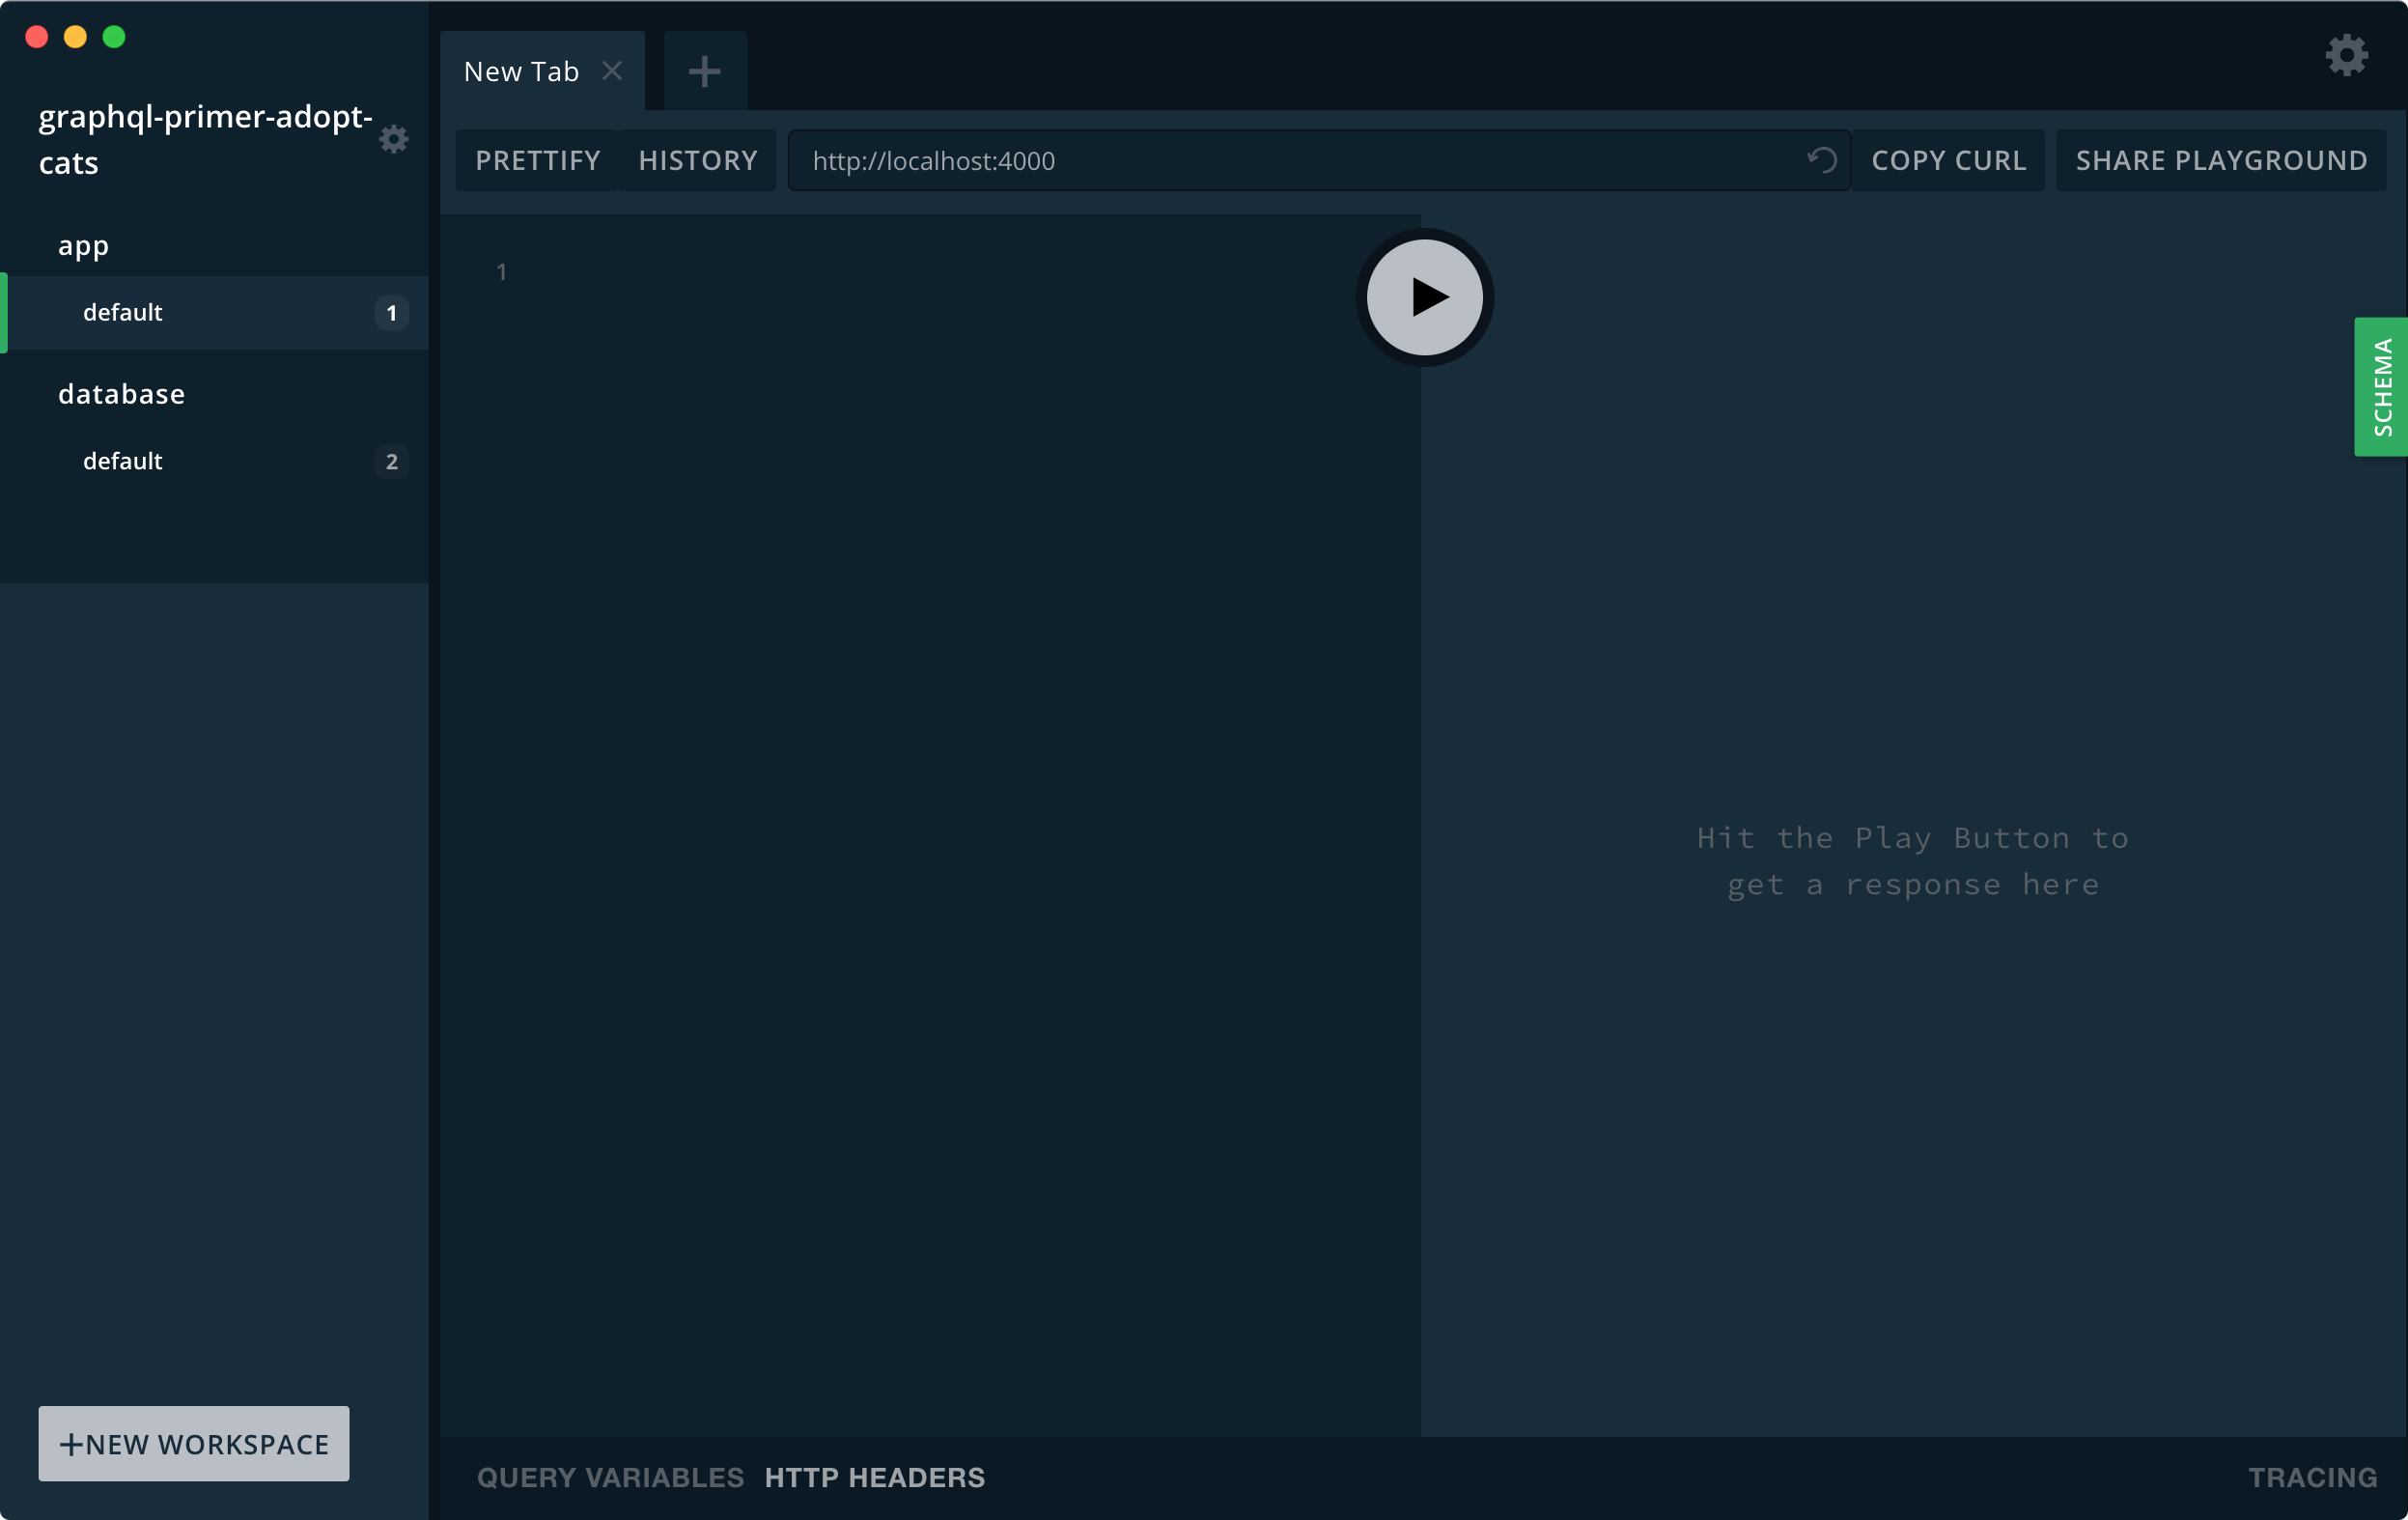 graphql-primer-adopt-
cats
app
default 1
database
default 2
+NEW WORKSPACE
New Tab
PRETTIFY HISTORY http://localhost:4000 COPY CURL SHARE PLAYGROUND
1
SCHEMA
Hit the Play Button to
get a response here
QUERY VARIABLES HTTP HEADERS TRACING